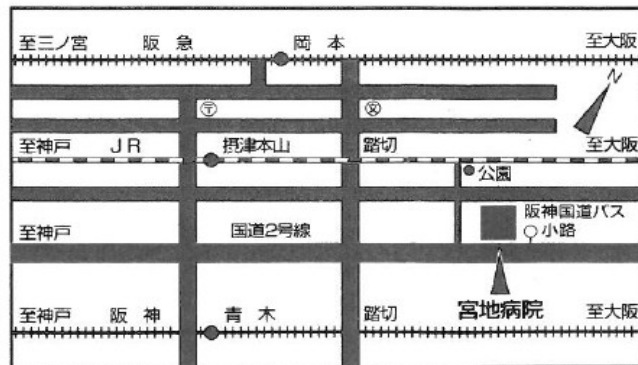 至三ノ宮 阪急 岡本 至大阪
N
〒 文
至神戸 JR 摂津本山 踏切 至大阪
公園
阪神国道バス
至神戸 国道2号線 小路
宮地病院
至神戸 阪神 青木 踏切 至大阪